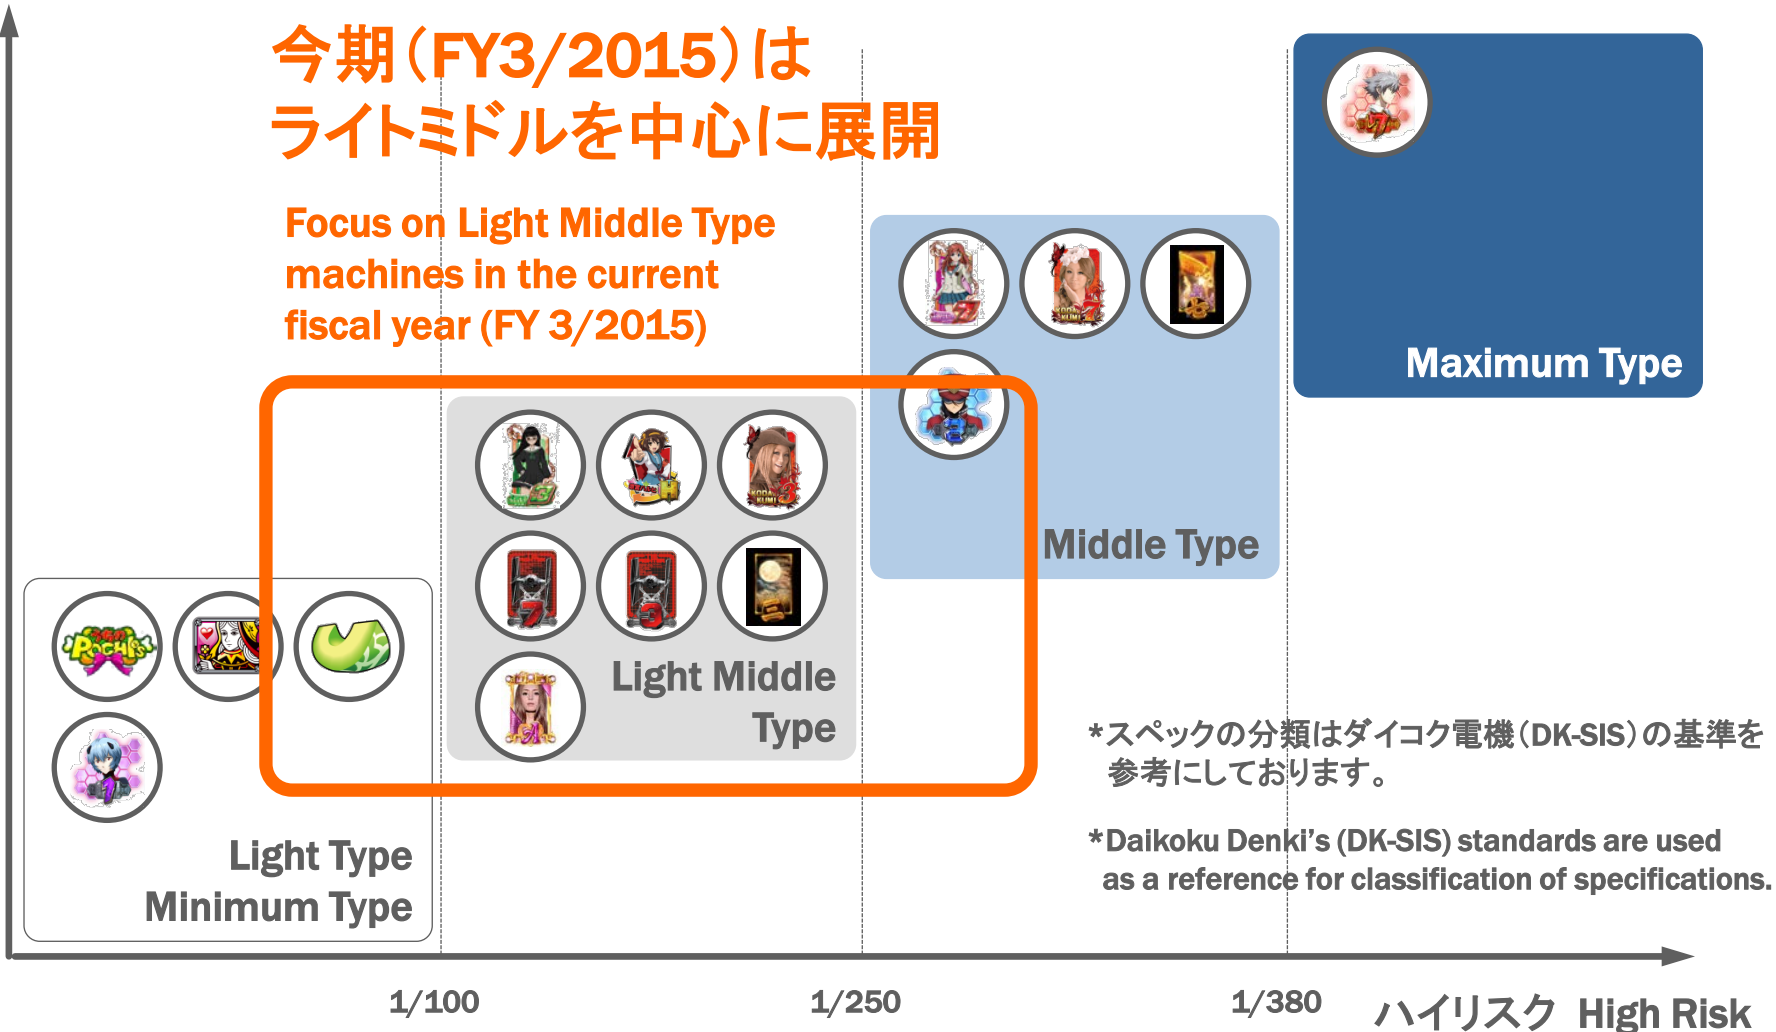 今期（FY3/2015）は
ライトミドルを中心に展開
Focus on Light Middle Type
machines in the current
fiscal year (FY 3/2015)
Maximum Type
Middle Type
KODA
KUMI 3
Light Middle
Type
Light Type
Minimum Type
*スペックの分類はダイコク電機（DK-SIS）の基準を
参考にしております。
*Daikoku Denki's (DK-SIS) standards are used
as a reference for classification of specifications.
1/100
1/250
1/380
ハイリスク High Risk